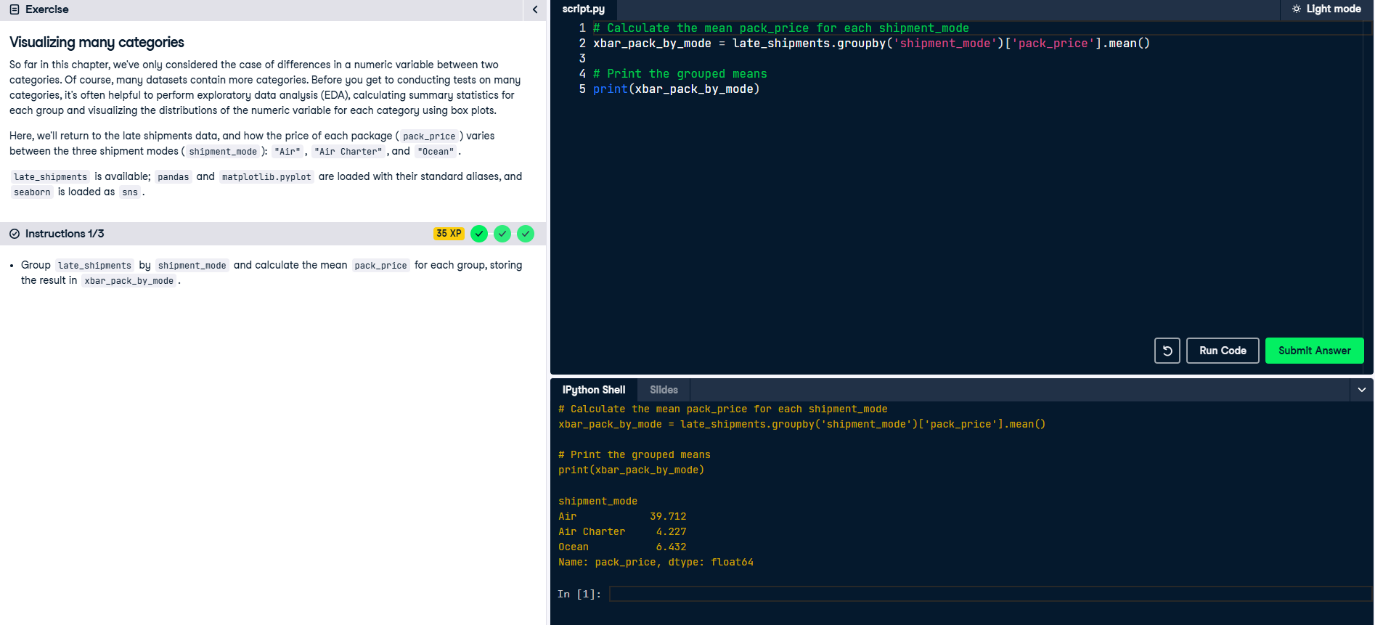 Exercise
Visualizing many categories
So far in this chapter, we've only considered the case of differences in a numeric variable between two
categories. Of course, many datasets contain more categories. Before you get to conducting tests on many
categories, it's often helpful to perform exploratory data analysis (EDA), calculating summary statistics for
each group and visualizing the distributions of the numeric variable for each category using box plots.
Here, we'll return to the late shipments data, and how the price of each package ( pack_price ) varies
between the three shipment modes ( shipment_mode ): "Air" , "Air Charter" , and "Ocean" .
late_shipments is available; pandas and matplotlib.pyplot are loaded with their standard aliases, and
seaborn is loaded as sns .
Instructions 1/3
35 XP
• Group late_shipments by shipment_mode and calculate the mean pack_price for each group, storing
the result in xbar_pack_by_mode .
script.py
Light mode
1 # Calculate the mean pack_price for each shipment_mode
2 xbar_pack_by_mode = late_shipments.groupby('shipment_mode')['pack_price'].mean()
3
4 # Print the grouped means
5 print(xbar_pack_by_mode)
Run Code
Submit Answer
IPython Shell
Slides
# Calculate the mean pack_price for each shipment_mode
xbar_pack_by_mode = late_shipments.groupby('shipment_mode')['pack_price'].mean()
# Print the grouped means
print(xbar_pack_by_mode)
shipment_mode
Air 39.712
Air Charter 4.227
Ocean 6.432
Name: pack_price, dtype: float64
In [1]: